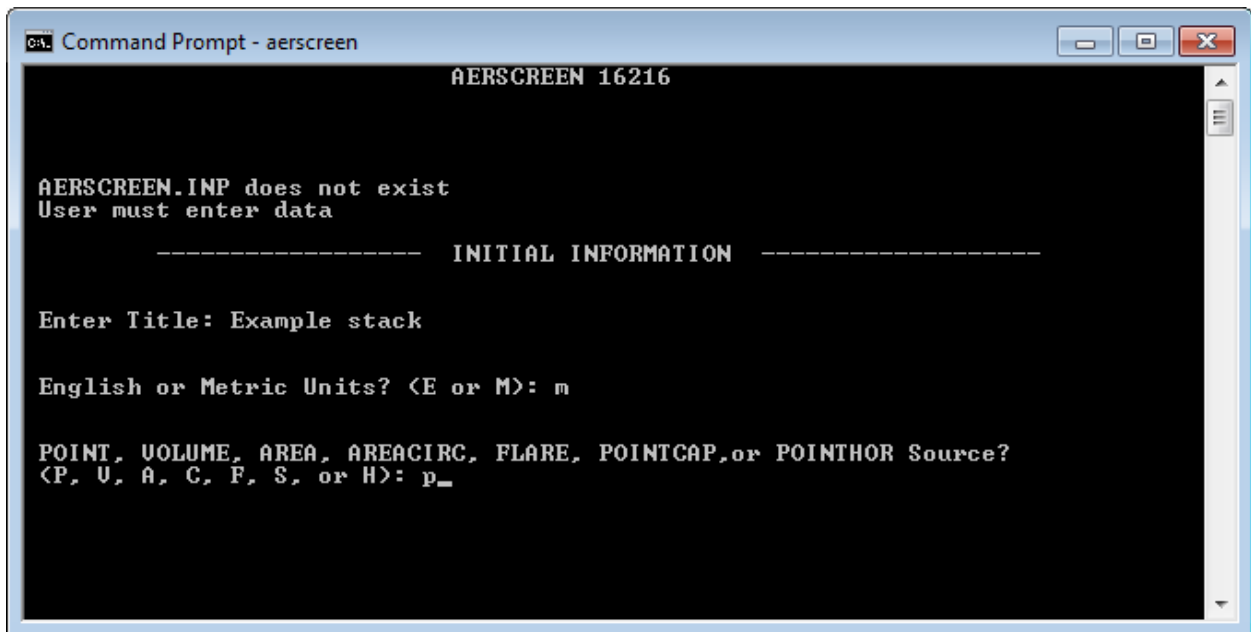 Command Prompt - aerscreen
AERSCREEN 16216
AERSCREEN.INP does not exist
User must enter data
------------------ INITIAL INFORMATION -------------------
Enter Title: Example stack
English or Metric Units? (E or M): m
POINT, VOLUME, AREA, AREACIRC, FLARE, POINTCAP,or POINTHOR Source?
(P, V, A, C, F, S, or H): p_